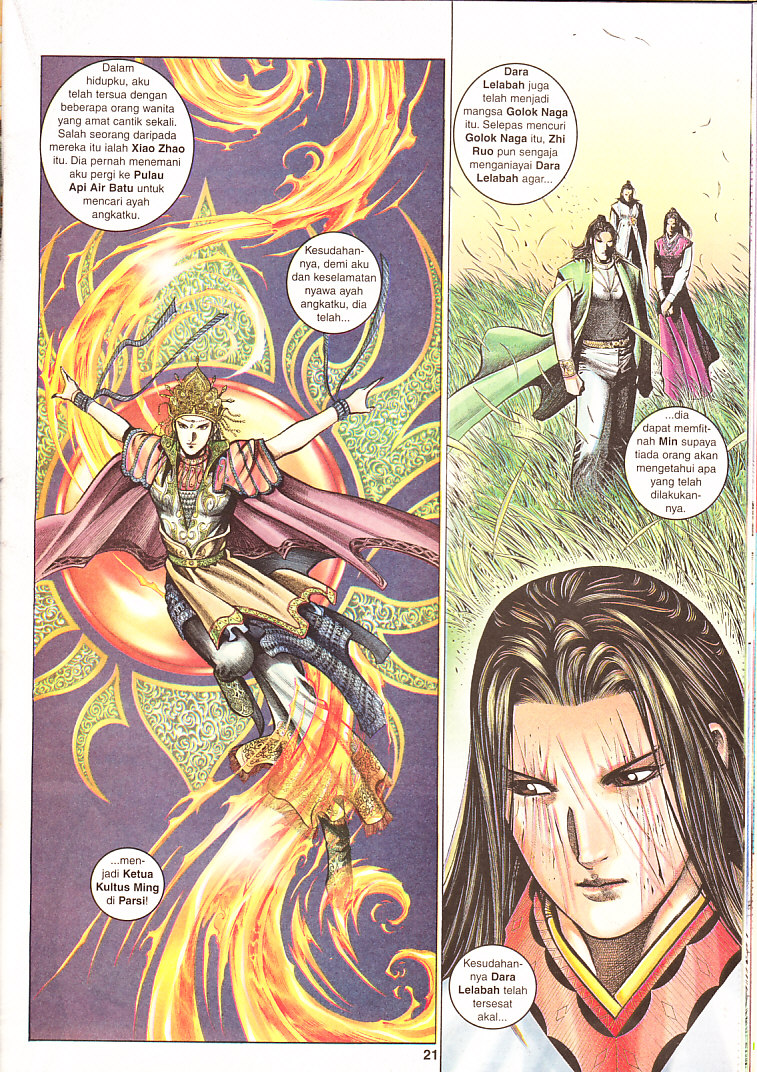 Dalam
hidupku, aku
telah tersua dengan
beberapa orang wanita
yang amat cantik sekali.
Salah seorang daripada
mereka itu ialah Xiao Zhao
itu. Dia pernah menemani
aku pergi ke Pulau
Api Air Batu untuk
mencari ayah
angkatku.
Kesudahan-
nya, demi aku
dan keselamatan
nyawa ayah
angkatku, dia
telah...
...men-
jadi Ketua
Kultus Ming
di Parsi!
Dara
Lelabah juga
telah menjadi
mangsa Golok Naga
itu. Selepas mencuri
Golok Naga itu, Zhi
Ruo pun sengaja
menganiayai Dara
Lelabah agar...
...dia
dapat memfit-
nah Min supaya
tiada orang akan
mengetahui apa
yang telah
dilakukan-
nya.
Kesudahan-
nya Dara
Lelabah telah
tersesat
akal...
21